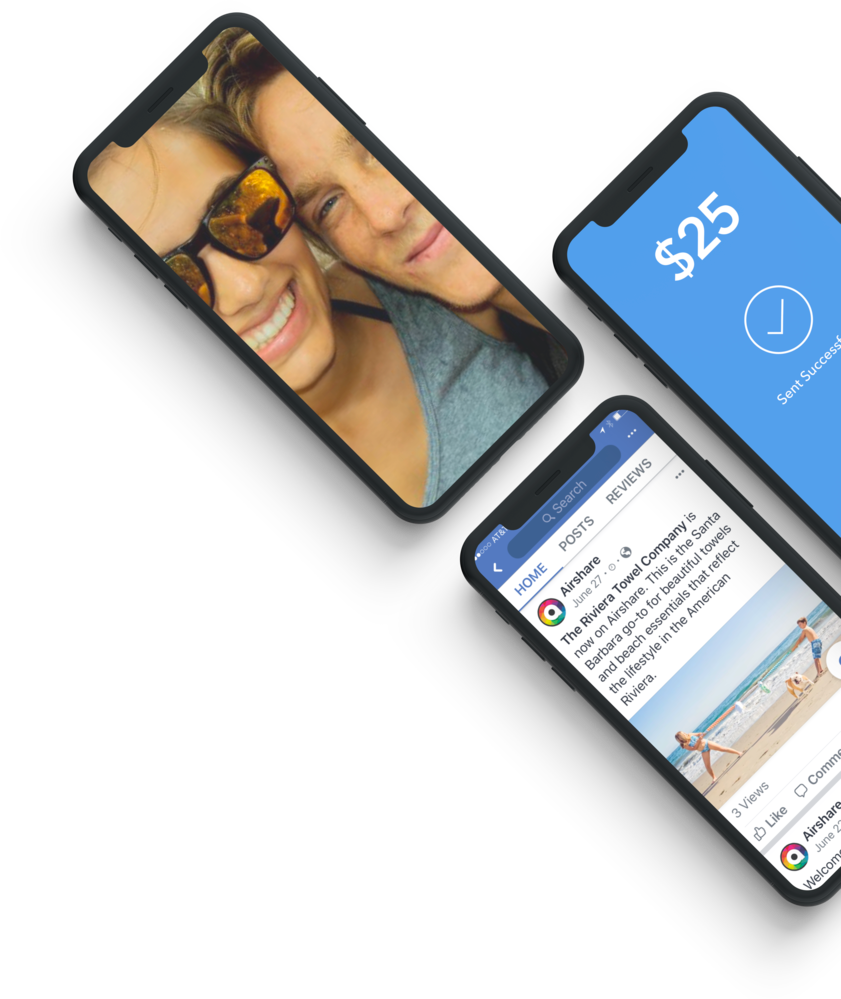 $25
Sent Successf
AT&T
Search
HOME
POSTS
REVIEWS
Airshare
June 27
The Riviera Towel Company is
now on Airshare. This is the Santa
Barbara go-to for beautiful towels
and beach essentials that reflect
the lifestyle in the American
Riviera.
3 Views
Like
Comme
Airshare
June 22
Welcome